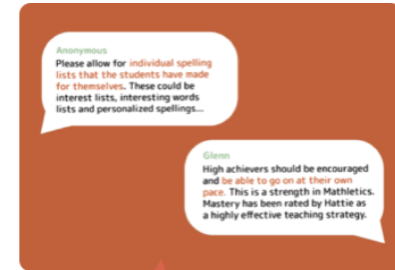 Anonymous
Please allow for individual spelling
lists that the students have made
for themselves. These could be
interest lists, interesting words
lists and personalized spellings...
Glenn
High achievers should be encouraged
and be able to go on at their own
pace. This is a strength in Mathletics.
Mastery has been rated by Hattie as
a highly effective teaching strategy.